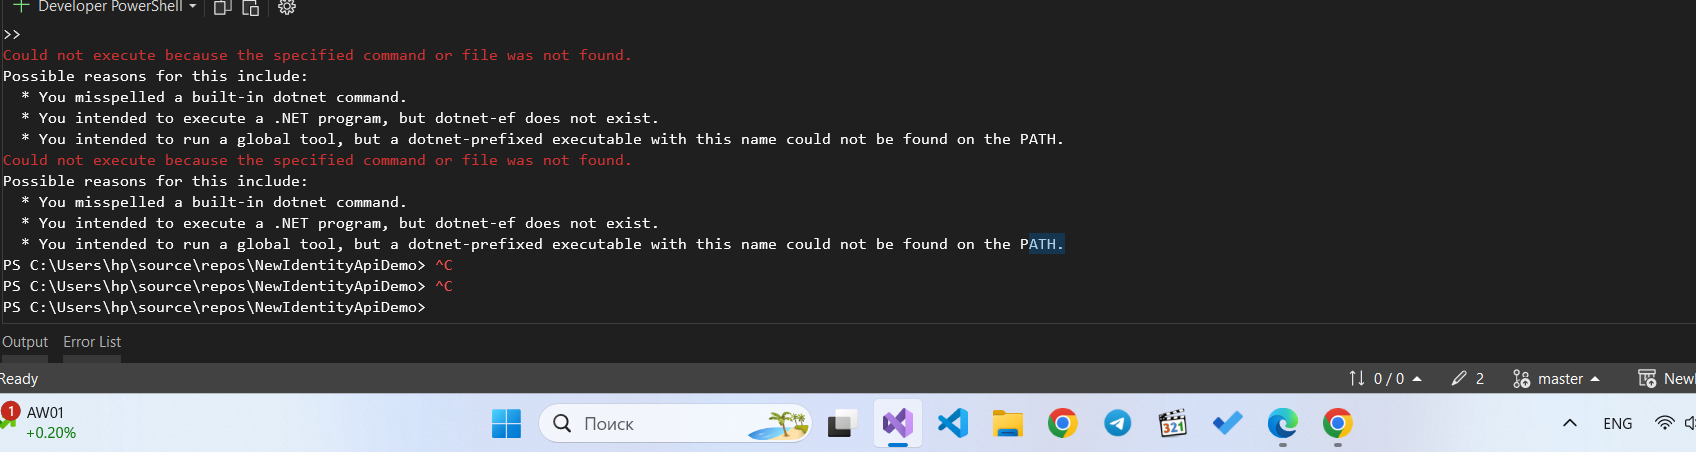 Developer PowerShell
>>
Could not execute because the specified command or file was not found.
Possible reasons for this include:
* You misspelled a built-in dotnet command.
* You intended to execute a .NET program, but dotnet-ef does not exist.
* You intended to run a global tool, but a dotnet-prefixed executable with this name could not be found on the PATH.
Could not execute because the specified command or file was not found.
Possible reasons for this include:
* You misspelled a built-in dotnet command.
* You intended to execute a .NET program, but dotnet-ef does not exist.
* You intended to run a global tool, but a dotnet-prefixed executable with this name could not be found on the PATH.
PS C:\Users\hp\source\repos\NewIdentityApiDemo> ^C
PS C:\Users\hp\source\repos\NewIdentityApiDemo> ^C
PS C:\Users\hp\source\repos\NewIdentityApiDemo>
Output Error List
Ready 0 / 0 2 master NewI
1 AW01
+0.20%
Поиск
321
ENG